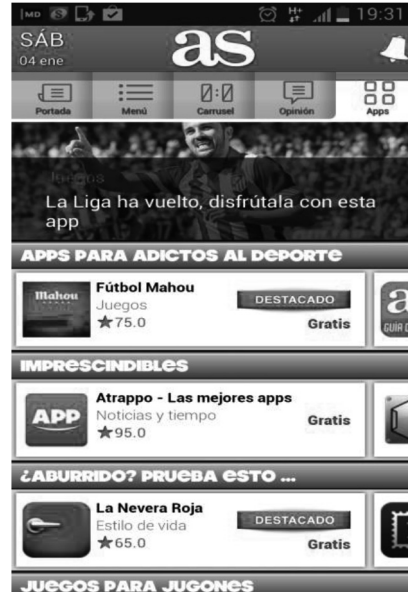 MD H+ 19:31
SÁB
04 ene
as
Portada Menú Carrusel Opinión Apps
Juegos
La Liga ha vuelto, disfrútala con esta
app
APPS PARA ADICTOS AL DEPORTE
Mahou
Fútbol Mahou
Juegos
★75.0
DESTACADO
Gratis
GUÍA
IMPRESCINDIBLES
APP
Atrappo - Las mejores apps
Noticias y tiempo
★95.0
Gratis
¿ABURRIDO? PRUEBA ESTO ...
La Nevera Roja
Estilo de vida
★65.0
DESTACADO
Gratis
JUEGOS PARA JUGONES